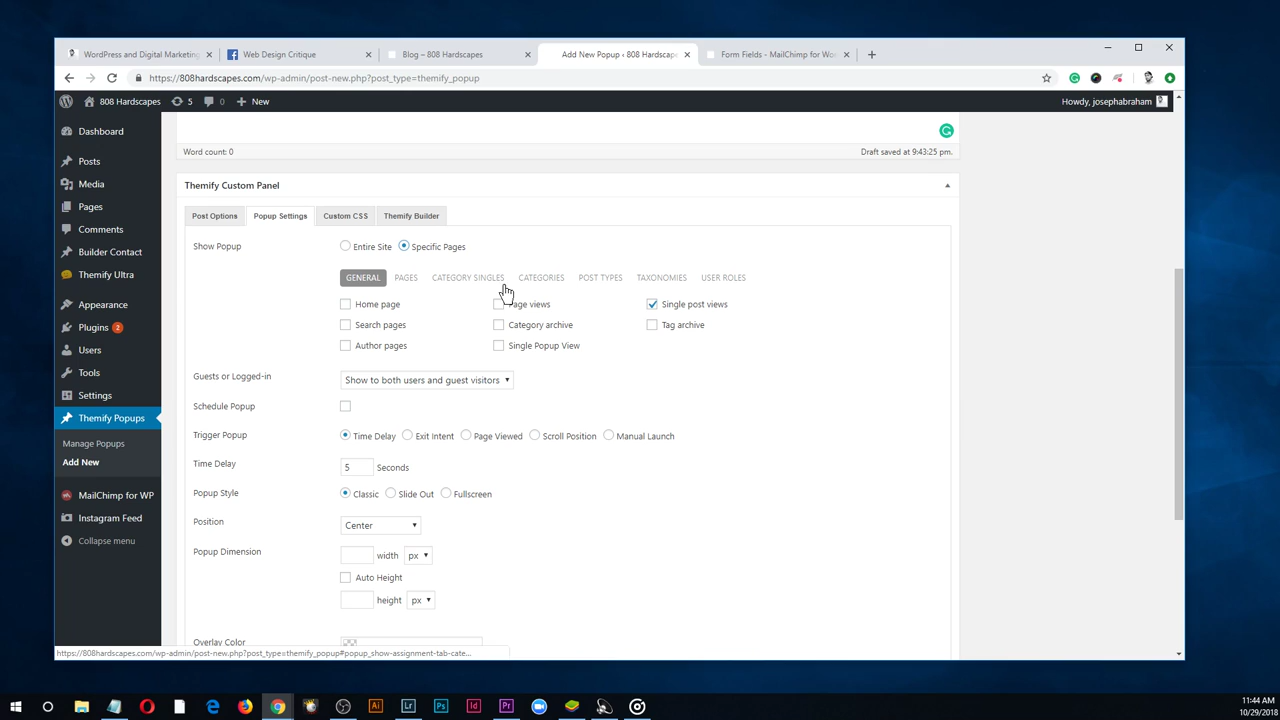 WordPress and Digital Marketing
Web Design Critique
Blog – 808 Hardscapes
Add New Popup ‹ 808 Hardscap
Form Fields - MailChimp for Wo
https://808hardscapes.com/wp-admin/post-new.php?post_type=themify_popup
808 Hardscapes 5 0 + New Howdy, josephabraham
Dashboard
Posts
Media
Pages
Comments
Builder Contact
Themify Ultra
Appearance
Plugins 2
Users
Tools
Settings
Themify Popups
Manage Popups
Add New
MailChimp for WP
Instagram Feed
Collapse menu
Word count: 0 Draft saved at 9:43:25 pm.
Themify Custom Panel
Post Options Popup Settings Custom CSS Themify Builder
Show Popup Entire Site Specific Pages
GENERAL PAGES CATEGORY SINGLES CATEGORIES POST TYPES TAXONOMIES USER ROLES
Home page Page views Single post views
Search pages Category archive Tag archive
Author pages Single Popup View
Guests or Logged-in Show to both users and guest visitors
Schedule Popup
Trigger Popup Time Delay Exit Intent Page Viewed Scroll Position Manual Launch
Time Delay 5 Seconds
Popup Style Classic Slide Out Fullscreen
Position Center
Popup Dimension width px
Auto Height
height px
Overlay Color
https://808hardscapes.com/wp-admin/post-new.php?post_type=themify_popup#popup_show-assignment-tab-cate...
Ai Lr Ps Id Pr
11:44 AM
10/29/2018